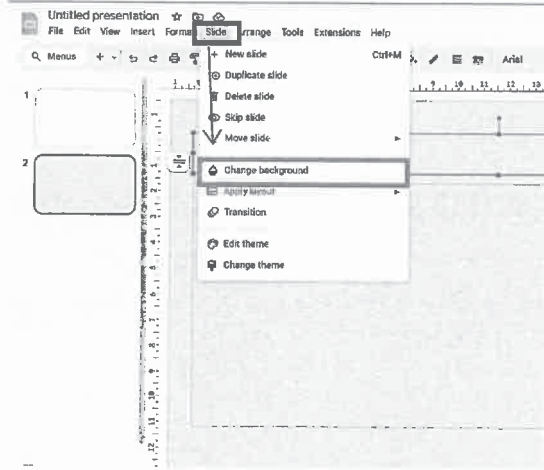 Untitled presentation
File Edit View Insert Format Slide Arrange Tools Extensions Help
Menus
Arial
New slide Ctrl+M
Duplicate slide
Delete slide
Skip slide
Move slide
Change background
Apply layout
Transition
Edit theme
Change theme
1
2